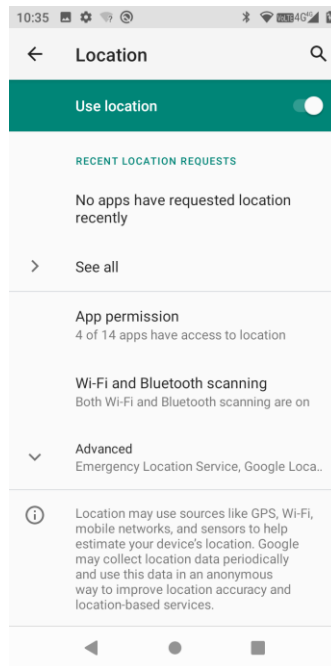 10:35 4G
Location
Use location
RECENT LOCATION REQUESTS
No apps have requested location
recently
See all
App permission
4 of 14 apps have access to location
Wi-Fi and Bluetooth scanning
Both Wi-Fi and Bluetooth scanning are on
Advanced
Emergency Location Service, Google Loca..
Location may use sources like GPS, Wi-Fi,
mobile networks, and sensors to help
estimate your device's location. Google
may collect location data periodically
and use this data in an anonymous
way to improve location accuracy and
location-based services.